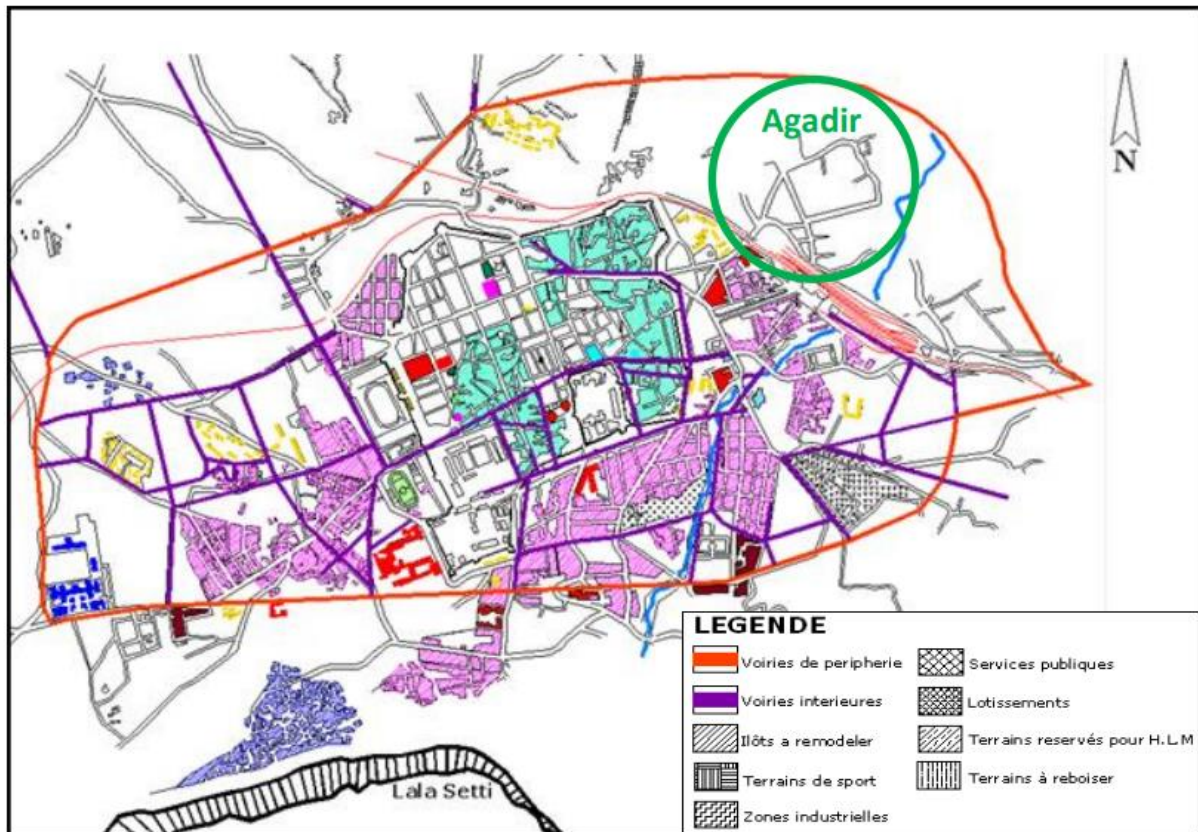 Agadir
N
Lala Setti
LEGENDE
Voiries de peripherie
Voiries interieures
Ilôts a remodeler
Terrains de sport
Zones industrielles
Services publiques
Lotissements
Terrains reservés pour H.L.M
Terrains à reboiser